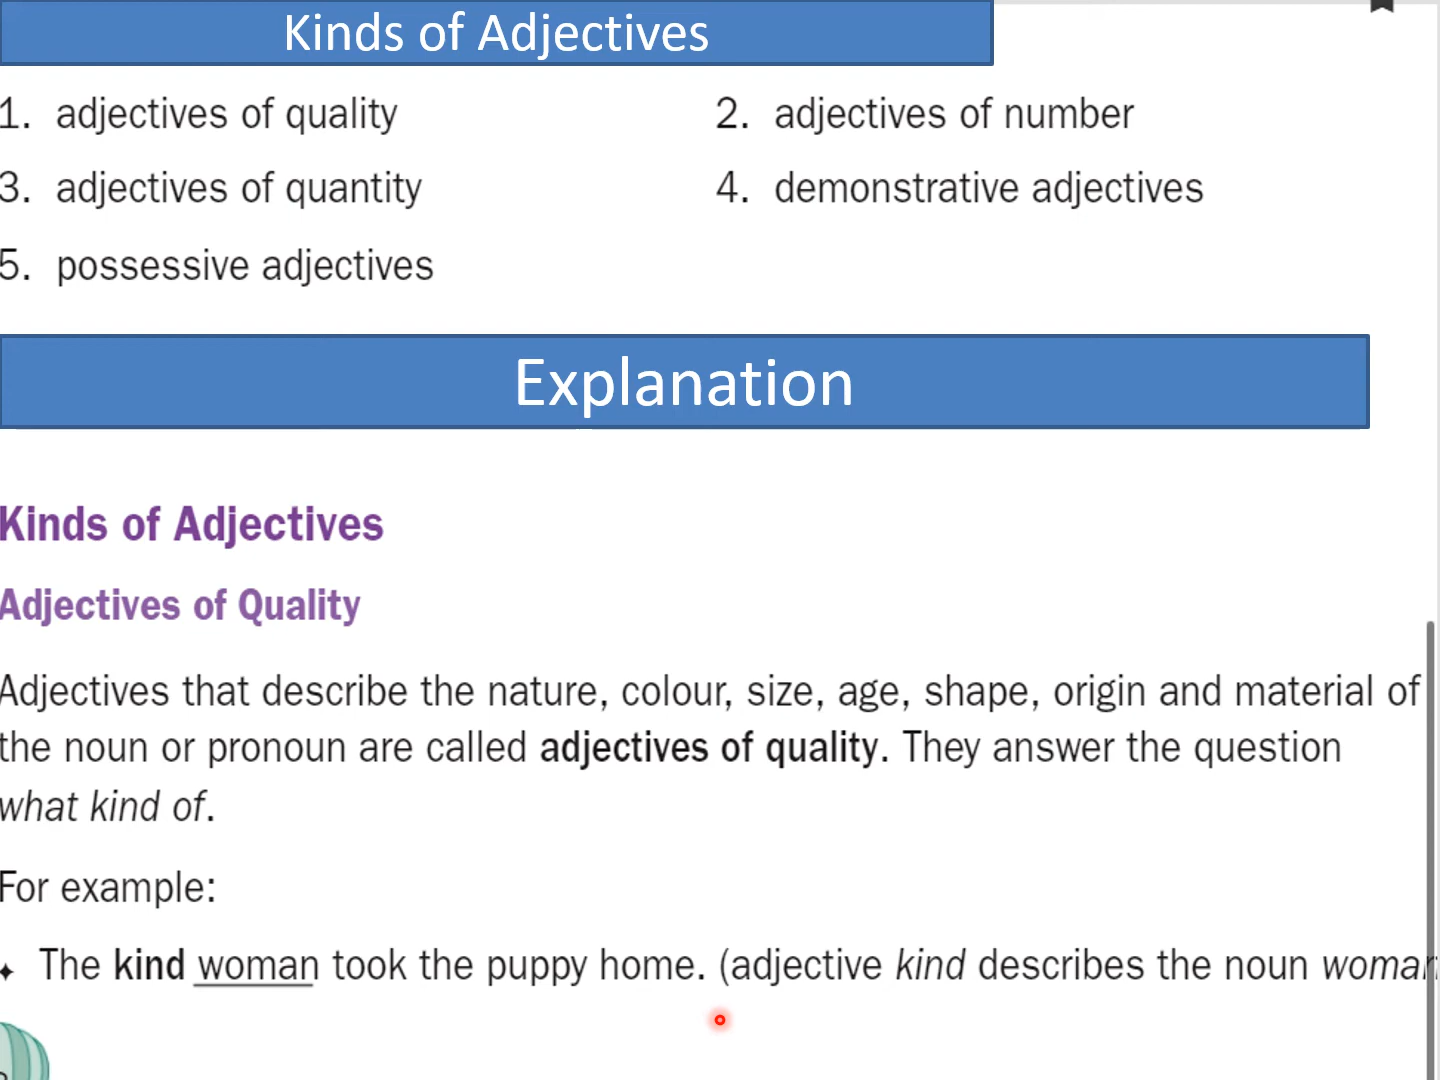 Kinds of Adjectives
1. adjectives of quality 2. adjectives of number
3. adjectives of quantity 4. demonstrative adjectives
5. possessive adjectives
Explanation
Kinds of Adjectives
Adjectives of Quality
Adjectives that describe the nature, colour, size, age, shape, origin and material of
the noun or pronoun are called adjectives of quality. They answer the question
what kind of.
For example:
The kind woman took the puppy home. (adjective kind describes the noun woman